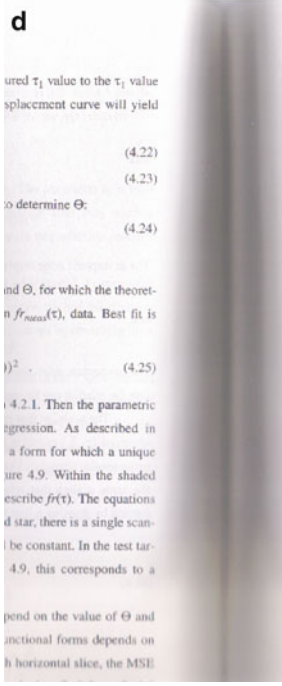 d
ured τ₁ value to the τ₁ value
splacement curve will yield
(4.22)
(4.23)
to determine Θ:
(4.24)
and Θ, for which the theoret-
n fr_meas(τ), data. Best fit is
))² . (4.25)
4.2.1. Then the parametric
egression. As described in
a form for which a unique
ure 4.9. Within the shaded
escribe fr(τ). The equations
d star, there is a single scan-
be constant. In the test tar-
4.9, this corresponds to a
pend on the value of Θ and
unctional forms depends on
h horizontal slice, the MSE